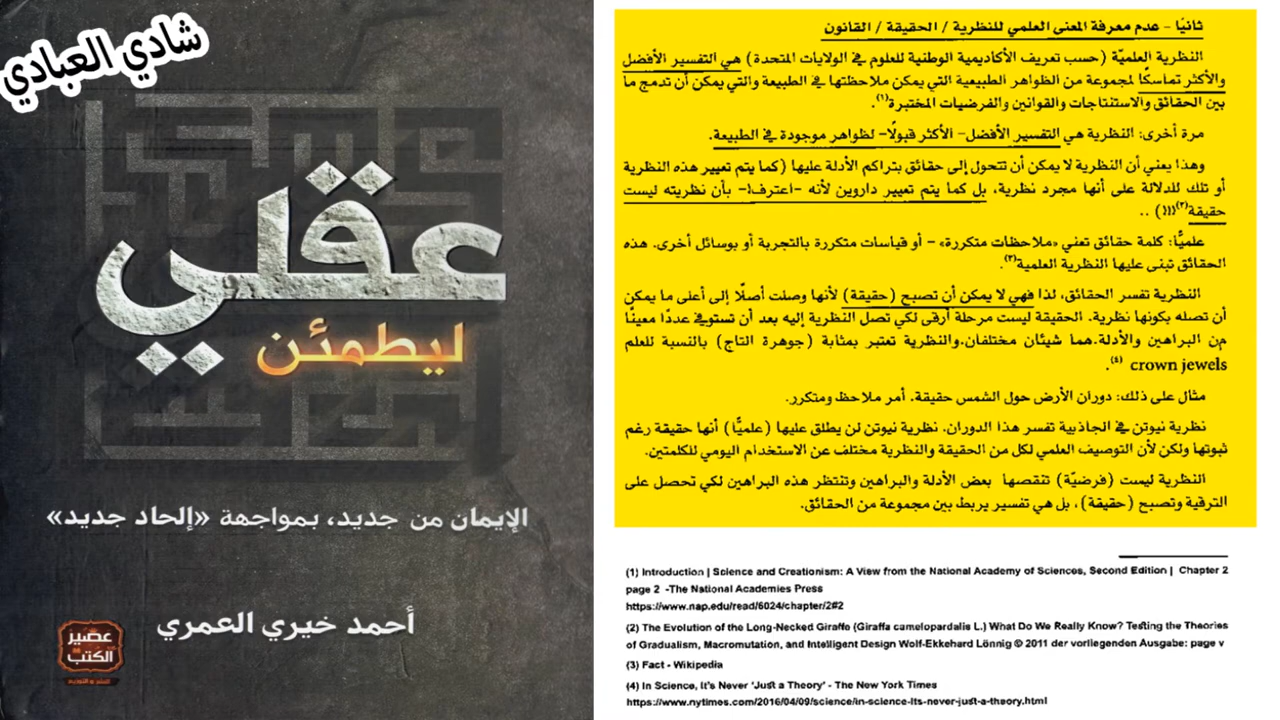 شادي العبادي
عقلي
ليطمئن
الإيمان من جديد، بمواجهة «إلحاد جديد»
أحمد خيري العمري
عصير
الكتب
للنشر و التوزيع
ثانيًا - عدم معرفة المعنى العلمي للنظرية / الحقيقة / القانون
النظرية العلميّة (حسب تعريف الأكاديمية الوطنية للعلوم في الولايات المتحدة) هي التفسير الأفضل
والأكثر تماسكًا لمجموعة من الظواهر الطبيعية التي يمكن ملاحظتها في الطبيعة والتي يمكن أن تدمج ما
بين الحقائق والاستنتاجات والقوانين والفرضيات المختبرة(١).
مرة أخرى: النظرية هي التفسير الأفضل- الأكثر قبولًا- لظواهر موجودة في الطبيعة.
وهذا يعني أن النظرية لا يمكن أن تتحول إلى حقائق بتراكم الأدلة عليها (كما يتم تعيير هذه النظرية
أو تلك للدلالة على أنها مجرد نظرية، بل كما يتم تعيير داروين لأنه -اعترف!- بأن نظريته ليست
حقيقة(٢)!!!) ..
علميًّا: كلمة حقائق تعني «ملاحظات متكررة» - أو قياسات متكررة بالتجربة أو بوسائل أخرى. هذه
الحقائق تبنى عليها النظرية العلمية(٣).
النظرية تفسر الحقائق، لذا فهي لا يمكن أن تصبح (حقيقة) لأنها وصلت أصلًا إلى أعلى ما يمكن
أن تصله بكونها نظرية. الحقيقة ليست مرحلة أرقى لكي تصل النظرية إليه بعد أن تستوفي عددًا معينًا
من البراهين والأدلة.هما شيئان مختلفان.والنظرية تعتبر بمثابة (جوهرة التاج) بالنسبة للعلم
crown jewels (٤).
مثال على ذلك: دوران الأرض حول الشمس حقيقة. أمر ملاحظ ومتكرر.
نظرية نيوتن في الجاذبية تفسر هذا الدوران. نظرية نيوتن لن يطلق عليها (علميًّا) أنها حقيقة رغم
ثبوتها ولكن لأن التوصيف العلمي لكل من الحقيقة والنظرية مختلف عن الاستخدام اليومي للكلمتين.
النظرية ليست (فرضيّة) تنقصها بعض الأدلة والبراهين وتنتظر هذه البراهين لكي تحصل على
الترقية وتصبح (حقيقة)، بل هي تفسير يربط بين مجموعة من الحقائق.
(1) Introduction | Science and Creationism: A View from the National Academy of Sciences, Second Edition | Chapter 2
page 2 -The National Academies Press
https://www.nap.edu/read/6024/chapter/2#2
(2) The Evolution of the Long-Necked Giraffe (Giraffa camelopardalis L.) What Do We Really Know? Testing the Theories
of Gradualism, Macromutation, and Intelligent Design Wolf-Ekkehard Lönnig © 2011 der vorliegenden Ausgabe: page v
(3) Fact - Wikipedia
(4) In Science, It's Never 'Just a Theory' - The New York Times
https://www.nytimes.com/2016/04/09/science/in-science-its-never-just-a-theory.html